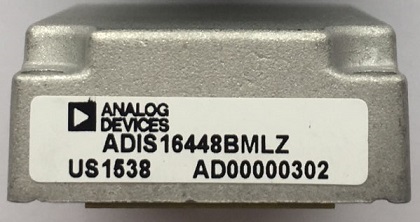 ANALOG
DEVICES
ADIS16448BMLZ
US1538 AD00000302